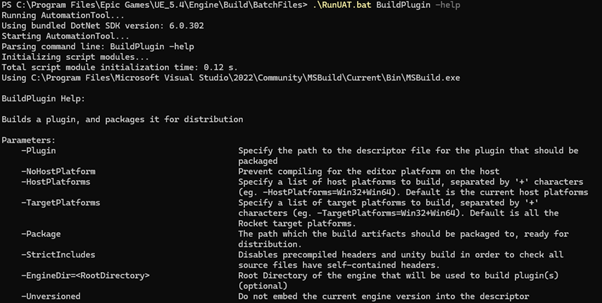 PS C:\Program Files\Epic Games\UE_5.4\Engine\Build\BatchFiles> .\RunUAT.bat BuildPlugin -help
Running AutomationTool...
Using bundled DotNet SDK version: 6.0.302
Starting AutomationTool...
Parsing command line: BuildPlugin -help
Initializing script modules...
Total script module initialization time: 0.12 s.
Using C:\Program Files\Microsoft Visual Studio\2022\Community\MSBuild\Current\Bin\MSBuild.exe
BuildPlugin Help:
Builds a plugin, and packages it for distribution
Parameters:
-Plugin Specify the path to the descriptor file for the plugin that should be
packaged
-NoHostPlatform Prevent compiling for the editor platform on the host
-HostPlatforms Specify a list of host platforms to build, separated by '+' characters
(eg. -HostPlatforms=Win32+Win64). Default is the current host platforms
-TargetPlatforms Specify a list of target platforms to build, separated by '+'
characters (eg. -TargetPlatforms=Win32+Win64). Default is all the
Rocket target platforms.
-Package The path which the build artifacts should be packaged to, ready for
distribution.
-StrictIncludes Disables precompiled headers and unity build in order to check all
source files have self-contained headers.
-EngineDir=<RootDirectory> Root Directory of the engine that will be used to build plugin(s)
(optional)
-Unversioned Do not embed the current engine version into the descriptor